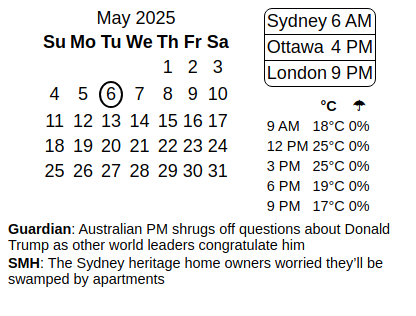 May 2025
Su Mo Tu We Th Fr Sa
1 2 3
4 5 6 7 8 9 10
11 12 13 14 15 16 17
18 19 20 21 22 23 24
25 26 27 28 29 30 31
Sydney 6 AM
Ottawa 4 PM
London 9 PM
°C ☂
9 AM 18°C 0%
12 PM 25°C 0%
3 PM 25°C 0%
6 PM 19°C 0%
9 PM 17°C 0%
Guardian: Australian PM shrugs off questions about Donald
Trump as other world leaders congratulate him
SMH: The Sydney heritage home owners worried they’ll be
swamped by apartments